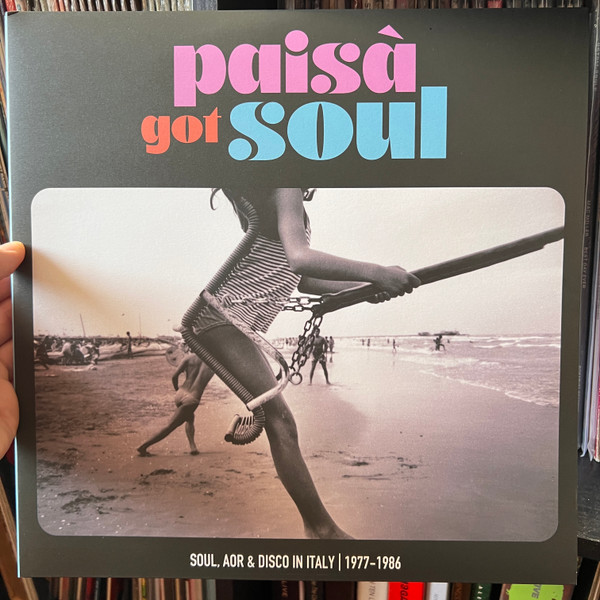 paisà
got soul
SOUL, AOR & DISCO IN ITALY | 1977-1986